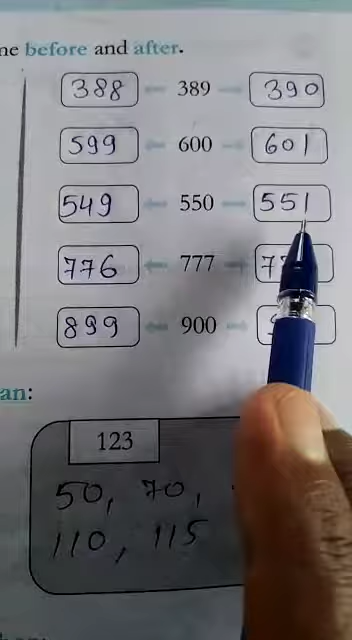 ne before and after.
388 389 390
599 600 601
549 550 551
776 777
899 900
an:
123
50, 70,
110, 115